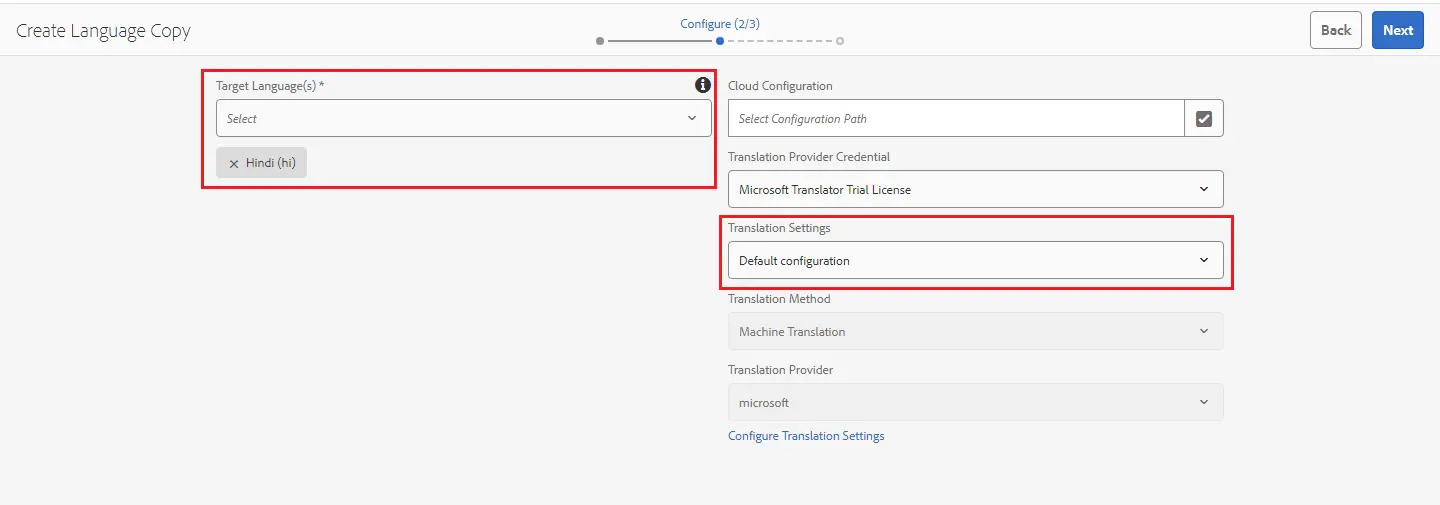 Create Language Copy
Configure (2/3)
Back
Next
Target Language(s) *
Select
× Hindi (hi)
Cloud Configuration
Select Configuration Path
Translation Provider Credential
Microsoft Translator Trial License
Translation Settings
Default configuration
Translation Method
Machine Translation
Translation Provider
microsoft
Configure Translation Settings